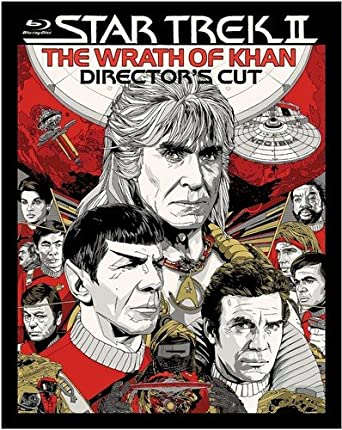 Blu-ray Disc
STAR TREK II
THE WRATH OF KHAN
DIRECTOR'S CUT